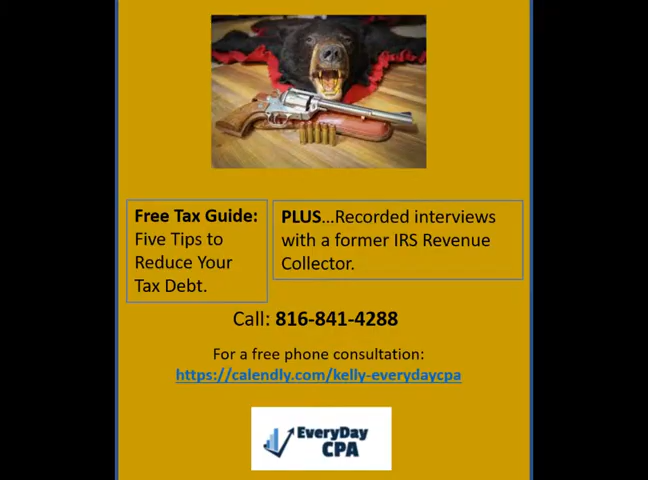 Free Tax Guide:
Five Tips to
Reduce Your
Tax Debt.
PLUS...Recorded interviews
with a former IRS Revenue
Collector.
Call: 816-841-4288
For a free phone consultation:
https://calendly.com/kelly-everydaycpa
EveryDay
CPA